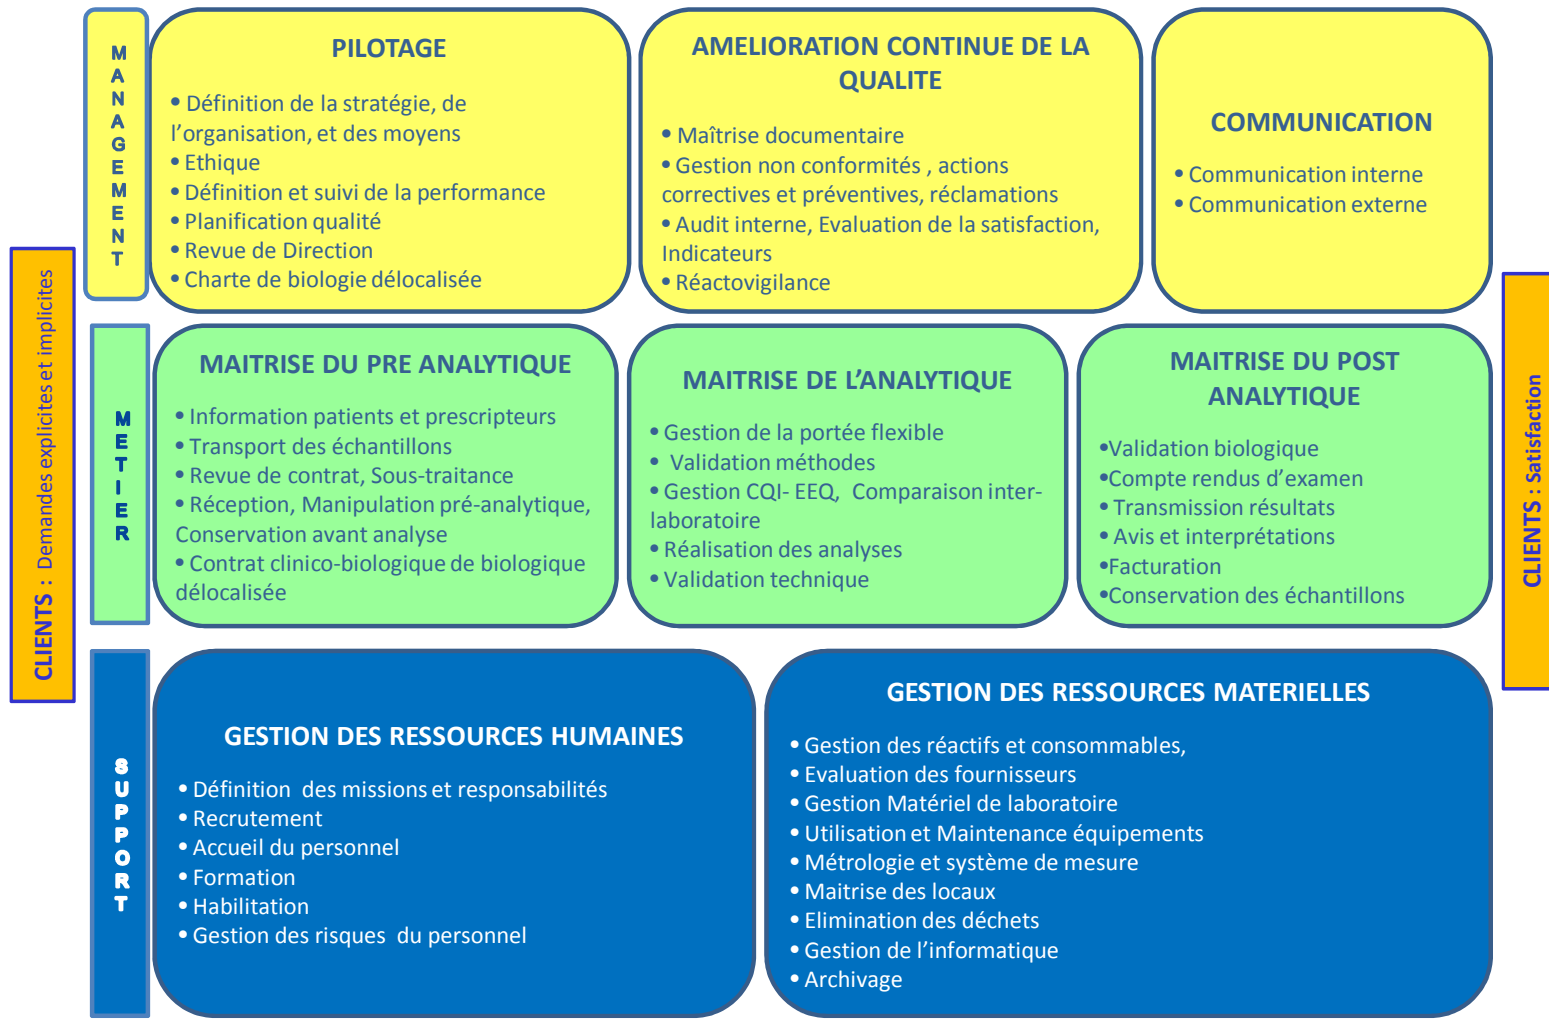 MANAGEMENT
PILOTAGE
• Définition de la stratégie, de
l’organisation, et des moyens
• Ethique
• Définition et suivi de la performance
• Planification qualité
• Revue de Direction
• Charte de biologie délocalisée
AMELIORATION CONTINUE DE LA
QUALITE
• Maîtrise documentaire
• Gestion non conformités , actions
correctives et préventives, réclamations
• Audit interne, Evaluation de la satisfaction,
Indicateurs
• Réactovigilance
COMMUNICATION
• Communication interne
• Communication externe
CLIENTS : Demandes explicites et implicites
METIER
MAITRISE DU PRE ANALYTIQUE
• Information patients et prescripteurs
• Transport des échantillons
• Revue de contrat, Sous-traitance
• Réception, Manipulation pré-analytique,
Conservation avant analyse
• Contrat clinico-biologique de biologique
délocalisée
MAITRISE DE L’ANALYTIQUE
• Gestion de la portée flexible
• Validation méthodes
• Gestion CQI- EEQ, Comparaison inter-
laboratoire
• Réalisation des analyses
• Validation technique
MAITRISE DU POST
ANALYTIQUE
•Validation biologique
•Compte rendus d’examen
• Transmission résultats
• Avis et interprétations
•Facturation
•Conservation des échantillons
CLIENTS : Satisfaction
SUPPORT
GESTION DES RESSOURCES HUMAINES
• Définition des missions et responsabilités
• Recrutement
• Accueil du personnel
• Formation
• Habilitation
• Gestion des risques du personnel
GESTION DES RESSOURCES MATERIELLES
• Gestion des réactifs et consommables,
• Evaluation des fournisseurs
• Gestion Matériel de laboratoire
• Utilisation et Maintenance équipements
• Métrologie et système de mesure
• Maitrise des locaux
• Elimination des déchets
• Gestion de l’informatique
• Archivage